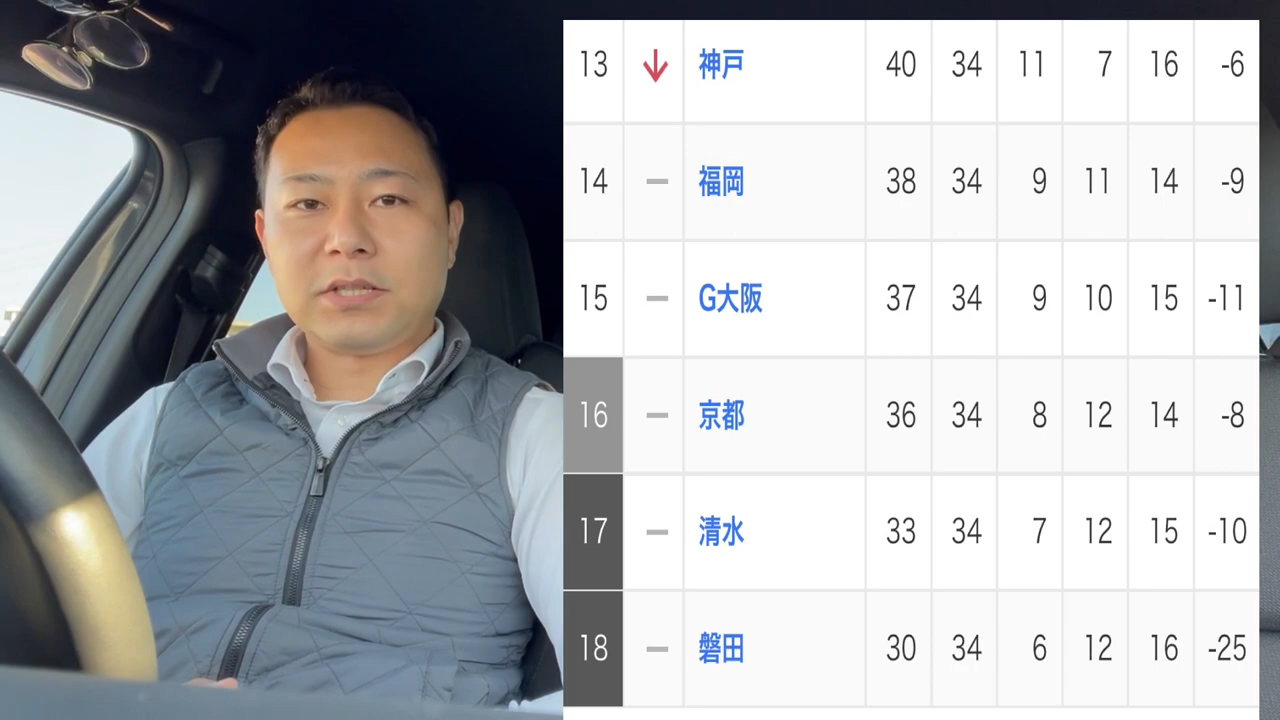 13 ↓ 神戸 40 34 11 7 16 -6
14 − 福岡 38 34 9 11 14 -9
15 − G大阪 37 34 9 10 15 -11
16 − 京都 36 34 8 12 14 -8
17 − 清水 33 34 7 12 15 -10
18 − 磐田 30 34 6 12 16 -25